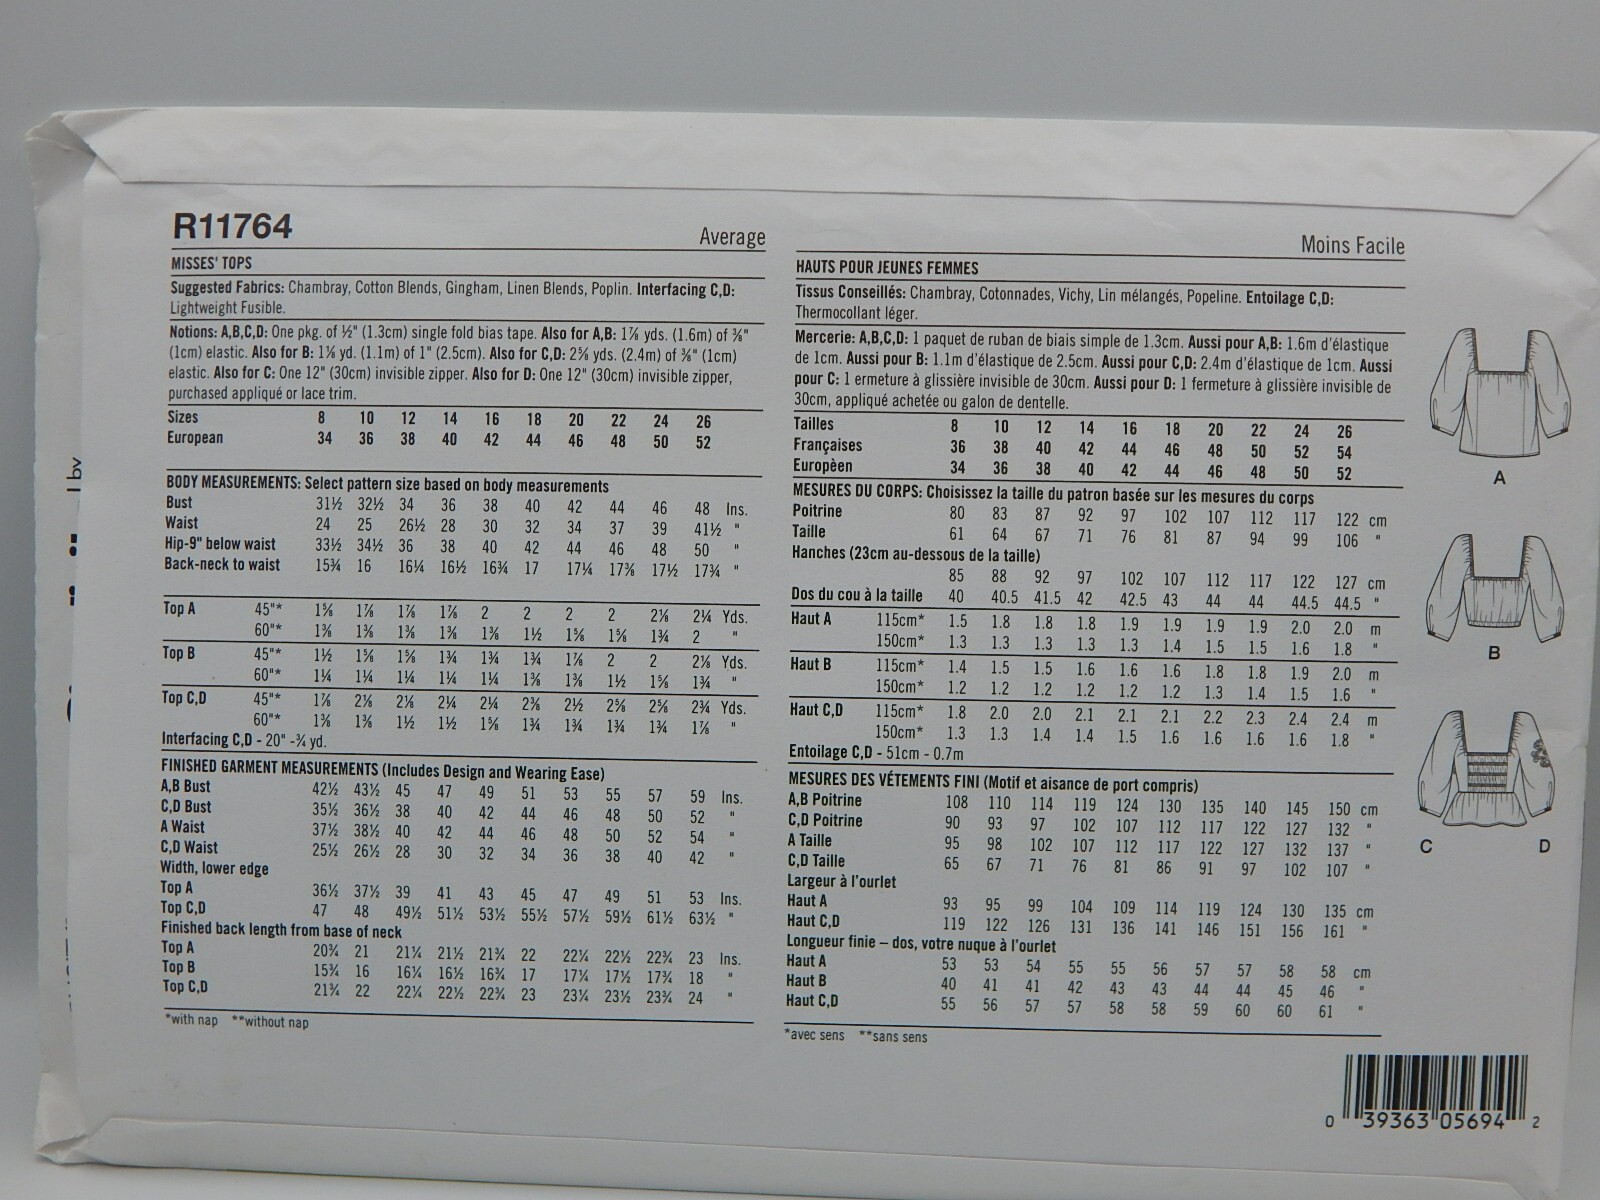 R11764
Average
MISSES' TOPS
Suggested Fabrics: Chambray, Cotton Blends, Gingham, Linen Blends, Poplin. Interfacing C,D:
Lightweight Fusible.
Notions: A,B,C,D: One pkg. of ½" (1.3cm) single fold bias tape. Also for A,B: 1⅞ yds. (1.6m) of ⅜"
(1cm) elastic. Also for B: 1⅛ yd. (1.1m) of 1" (2.5cm). Also for C,D: 2⅝ yds. (2.4m) of ⅜" (1cm)
elastic. Also for C: One 12" (30cm) invisible zipper. Also for D: One 12" (30cm) invisible zipper,
purchased appliqué or lace trim.
Sizes 8 10 12 14 16 18 20 22 24 26
European 34 36 38 40 42 44 46 48 50 52
BODY MEASUREMENTS: Select pattern size based on body measurements
Bust 31½ 32½ 34 36 38 40 42 44 46 48 Ins.
Waist 24 25 26½ 28 30 32 34 37 39 41½ "
Hip-9" below waist 33½ 34½ 36 38 40 42 44 46 48 50 "
Back-neck to waist 15¾ 16 16¼ 16½ 16¾ 17 17¼ 17⅜ 17½ 17¾ "
Top A 45"* 1⅝ 1⅞ 1⅞ 1⅞ 2 2 2 2 2⅛ 2¼ Yds.
60"* 1⅜ 1⅜ 1⅜ 1⅜ 1⅜ 1½ 1⅝ 1⅝ 1¾ 2 "
Top B 45"* 1½ 1⅝ 1⅝ 1¾ 1¾ 1¾ 1⅞ 2 2 2⅛ Yds.
60"* 1¼ 1¼ 1¼ 1¼ 1¼ 1⅜ 1⅜ 1½ 1⅝ 1¾ "
Top C,D 45"* 1⅞ 2⅛ 2⅛ 2¼ 2¼ 2⅜ 2½ 2⅝ 2⅝ 2¾ Yds.
60"* 1⅜ 1⅜ 1½ 1½ 1⅝ 1¾ 1¾ 1¾ 1¾ 1⅞ "
Interfacing C,D - 20" -¾ yd.
FINISHED GARMENT MEASUREMENTS (Includes Design and Wearing Ease)
A,B Bust 42½ 43½ 45 47 49 51 53 55 57 59 Ins.
C,D Bust 35½ 36½ 38 40 42 44 46 48 50 52 "
A Waist 37½ 38½ 40 42 44 46 48 50 52 54 "
C,D Waist 25½ 26½ 28 30 32 34 36 38 40 42 "
Width, lower edge
Top A 36½ 37½ 39 41 43 45 47 49 51 53 Ins.
Top C,D 47 48 49½ 51½ 53½ 55½ 57½ 59½ 61½ 63½ "
Finished back length from base of neck
Top A 20¾ 21 21¼ 21½ 21¾ 22 22¼ 22½ 22¾ 23 Ins.
Top B 15¾ 16 16¼ 16½ 16¾ 17 17¼ 17½ 17¾ 18 "
Top C,D 21¾ 22 22¼ 22½ 22¾ 23 23¼ 23½ 23¾ 24 "
*with nap **without nap
Moins Facile
HAUTS POUR JEUNES FEMMES
Tissus Conseillés: Chambray, Cotonnades, Vichy, Lin mélangés, Popeline. Entoilage C,D:
Thermocollant léger.
Mercerie: A,B,C,D: 1 paquet de ruban de biais simple de 1.3cm. Aussi pour A,B: 1.6m d'élastique
de 1cm. Aussi pour B: 1.1m d'élastique de 2.5cm. Aussi pour C,D: 2.4m d'élastique de 1cm. Aussi
pour C: 1 ermeture à glissière invisible de 30cm. Aussi pour D: 1 fermeture à glissière invisible de
30cm, appliqué achetée ou galon de dentelle.
Tailles 8 10 12 14 16 18 20 22 24 26
Françaises 36 38 40 42 44 46 48 50 52 54
Europèen 34 36 38 40 42 44 46 48 50 52
MESURES DU CORPS: Choisissez la taille du patron basée sur les mesures du corps
Poitrine 80 83 87 92 97 102 107 112 117 122 cm
Taille 61 64 67 71 76 81 87 94 99 106 "
Hanches (23cm au-dessous de la taille)
85 88 92 97 102 107 112 117 122 127 cm
Dos du cou à la taille 40 40.5 41.5 42 42.5 43 44 44 44.5 44.5 "
Haut A 115cm* 1.5 1.8 1.8 1.8 1.9 1.9 1.9 1.9 2.0 2.0 m
150cm* 1.3 1.3 1.3 1.3 1.3 1.4 1.5 1.5 1.6 1.8 "
Haut B 115cm* 1.4 1.5 1.5 1.6 1.6 1.6 1.8 1.8 1.9 2.0 m
150cm* 1.2 1.2 1.2 1.2 1.2 1.2 1.3 1.4 1.5 1.6 "
Haut C,D 115cm* 1.8 2.0 2.0 2.1 2.1 2.1 2.2 2.3 2.4 2.4 m
150cm* 1.3 1.3 1.4 1.4 1.5 1.6 1.6 1.6 1.6 1.8 "
Entoilage C,D - 51cm - 0.7m
MESURES DES VÉTEMENTS FINI (Motif et aisance de port compris)
A,B Poitrine 108 110 114 119 124 130 135 140 145 150 cm
C,D Poitrine 90 93 97 102 107 112 117 122 127 132 "
A Taille 95 98 102 107 112 117 122 127 132 137 "
C,D Taille 65 67 71 76 81 86 91 97 102 107 "
Largeur à l'ourlet
Haut A 93 95 99 104 109 114 119 124 130 135 cm
Haut C,D 119 122 126 131 136 141 146 151 156 161 "
Longueur finie – dos, votre nuque à l'ourlet
Haut A 53 53 54 55 55 56 57 57 58 58 cm
Haut B 40 41 41 42 43 43 44 44 45 46 "
Haut C,D 55 56 57 57 58 58 59 60 60 61 "
*avec sens **sans sens
A
B
C D
0 39363 05694 2